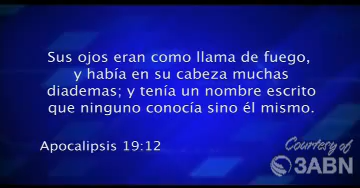 Sus ojos eran como llama de fuego,
y había en su cabeza muchas
diademas; y tenía un nombre escrito
que ninguno conocía sino él mismo.
Apocalipsis 19:12
Courtesy of
3ABN